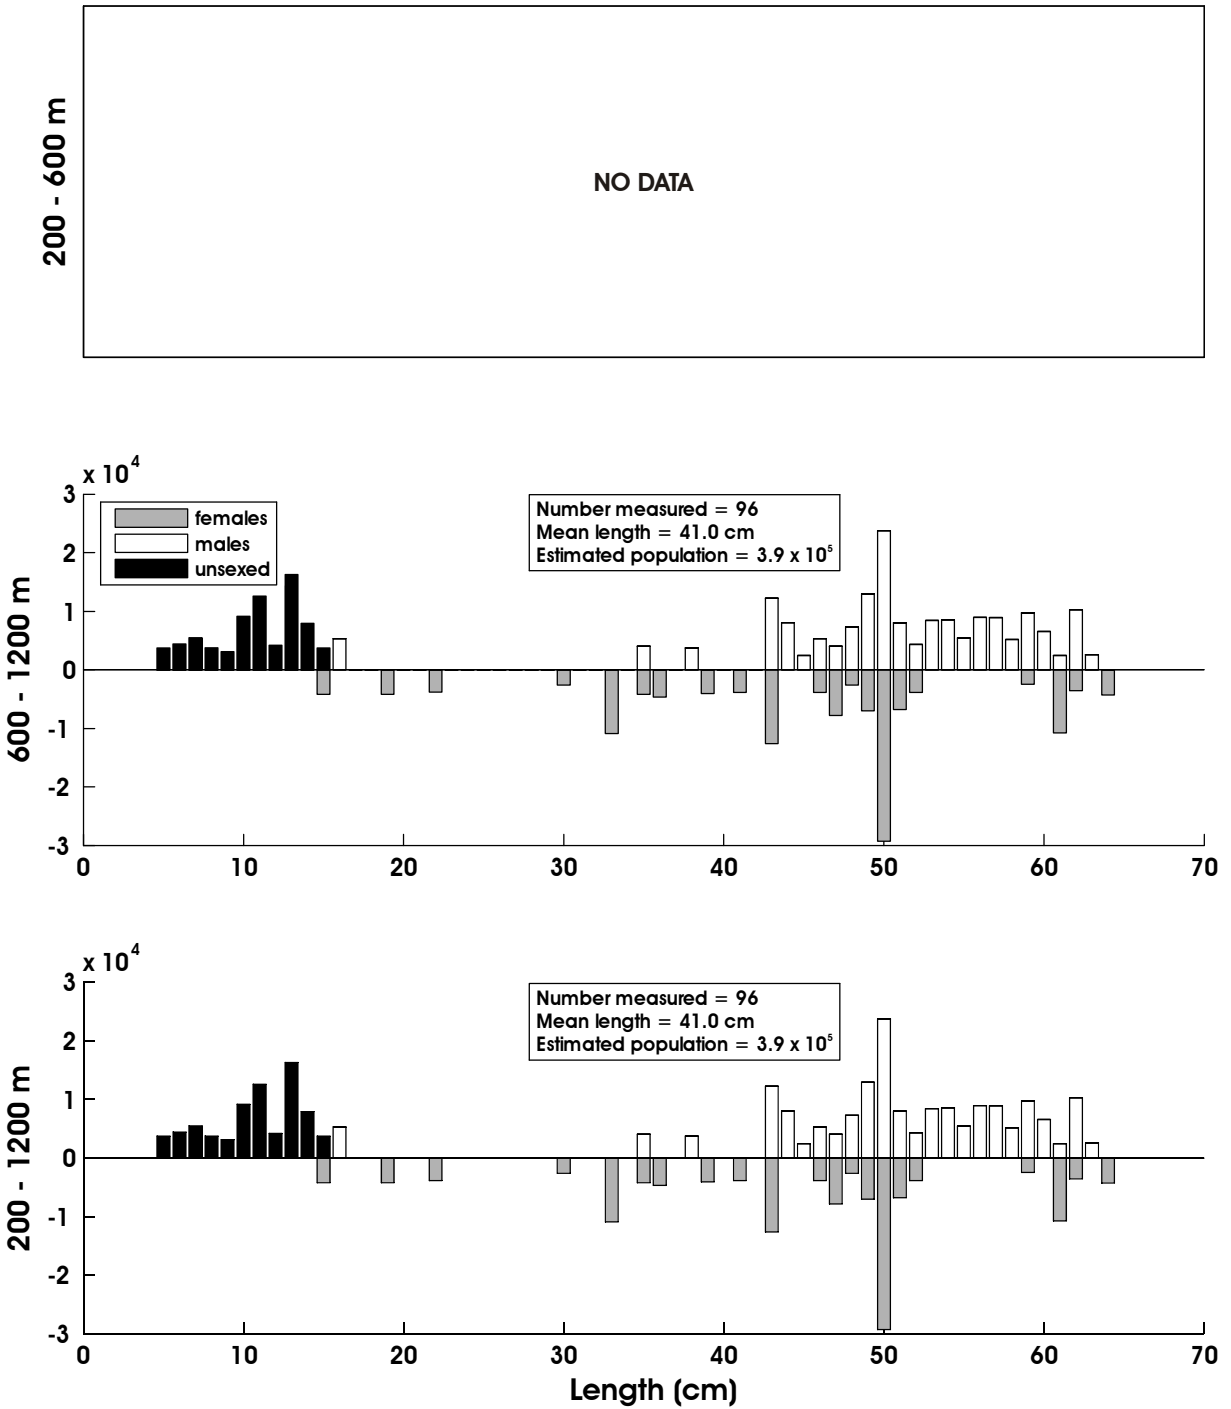 200 - 600 m
NO DATA
600 - 1200 m
x 10^4
3
2
1
0
-1
-2
-3
females
males
unsexed
Number measured = 96
Mean length = 41.0 cm
Estimated population = 3.9 x 10^5
0 10 20 30 40 50 60 70
200 - 1200 m
x 10^4
3
2
1
0
-1
-2
-3
Number measured = 96
Mean length = 41.0 cm
Estimated population = 3.9 x 10^5
0 10 20 30 40 50 60 70
Length (cm)